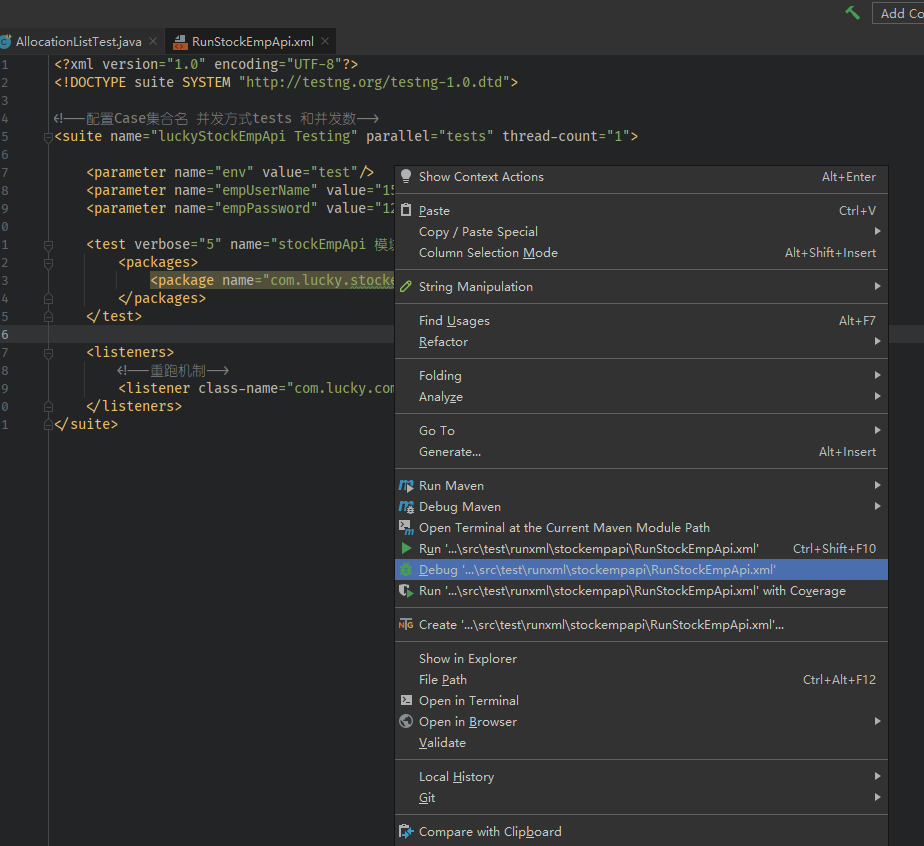 Add Co
AllocationListTest.java
RunStockEmpApi.xml
1 <?xml version="1.0" encoding="UTF-8"?>
2 <!DOCTYPE suite SYSTEM "http://testng.org/testng-1.0.dtd">
3
4 <!--配置Case集合名 并发方式tests 和并发数-->
5 <suite name="luckyStockEmpApi Testing" parallel="tests" thread-count="1">
6
7 <parameter name="env" value="test"/>
8 <parameter name="empUserName" value="15
9 <parameter name="empPassword" value="12
0
1 <test verbose="5" name="stockEmpApi 模块
2 <packages>
3 <package name="com.lucky.stocke
4 </packages>
5 </test>
6
7 <listeners>
8 <!--重跑机制-->
9 <listener class-name="com.lucky.com
0 </listeners>
1 </suite>
Show Context Actions Alt+Enter
Paste Ctrl+V
Copy / Paste Special
Column Selection Mode Alt+Shift+Insert
String Manipulation
Find Usages Alt+F7
Refactor
Folding
Analyze
Go To
Generate... Alt+Insert
Run Maven
Debug Maven
Open Terminal at the Current Maven Module Path
Run '...\src\test\runxml\stockempapi\RunStockEmpApi.xml' Ctrl+Shift+F10
Debug '...\src\test\runxml\stockempapi\RunStockEmpApi.xml'
Run '...\src\test\runxml\stockempapi\RunStockEmpApi.xml' with Coverage
NG Create '...\src\test\runxml\stockempapi\RunStockEmpApi.xml'...
Show in Explorer
File Path Ctrl+Alt+F12
Open in Terminal
Open in Browser
Validate
Local History
Git
Compare with Clipboard